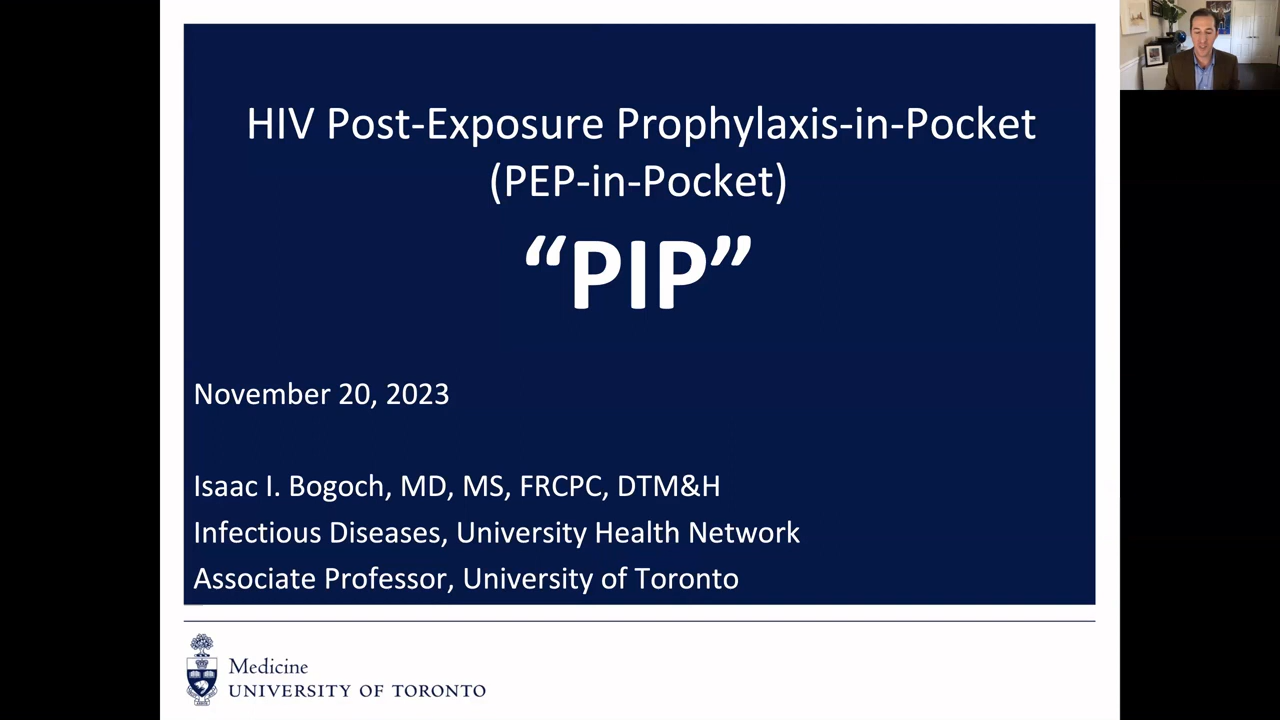 HIV Post-Exposure Prophylaxis-in-Pocket
(PEP-in-Pocket)
“PIP”
November 20, 2023
Isaac I. Bogoch, MD, MS, FRCPC, DTM&H
Infectious Diseases, University Health Network
Associate Professor, University of Toronto
Medicine
UNIVERSITY OF TORONTO